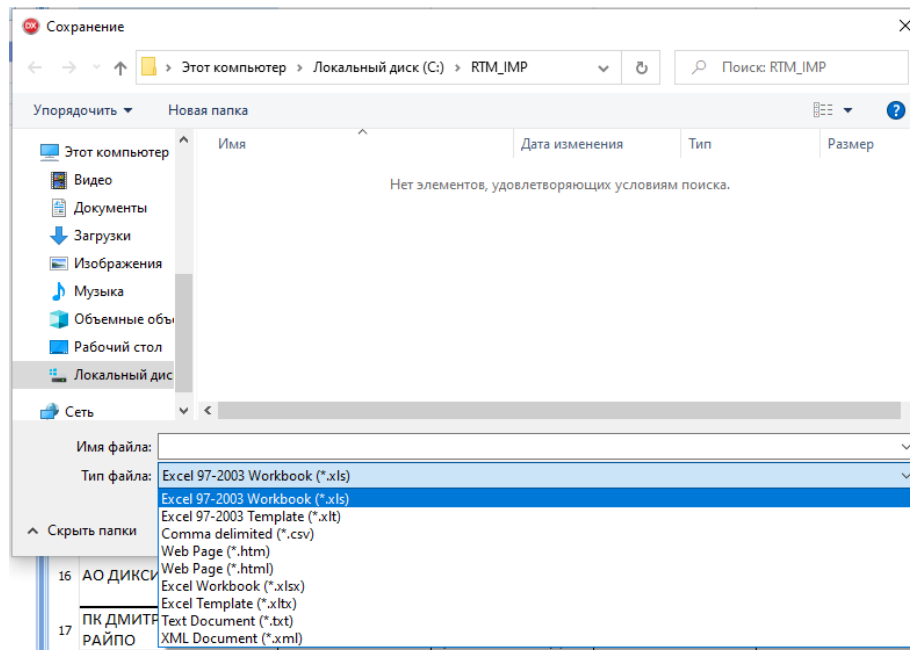 DX Сохранение
Этот компьютер > Локальный диск (C:) > RTM_IMP
Поиск: RTM_IMP
Упорядочить
Новая папка
Имя
Дата изменения
Тип
Размер
Нет элементов, удовлетворяющих условиям поиска.
Этот компьютер
Видео
Документы
Загрузки
Изображения
Музыка
Объемные объ
Рабочий стол
Локальный дис
Сеть
Имя файла:
Тип файла: Excel 97-2003 Workbook (*.xls)
Excel 97-2003 Workbook (*.xls)
Excel 97-2003 Template (*.xlt)
Comma delimited (*.csv)
Web Page (*.htm)
Web Page (*.html)
Excel Workbook (*.xlsx)
Excel Template (*.xltx)
Text Document (*.txt)
XML Document (*.xml)
Скрыть папки
16 АО ДИКСИ
17 ПК ДМИТР
РАЙПО